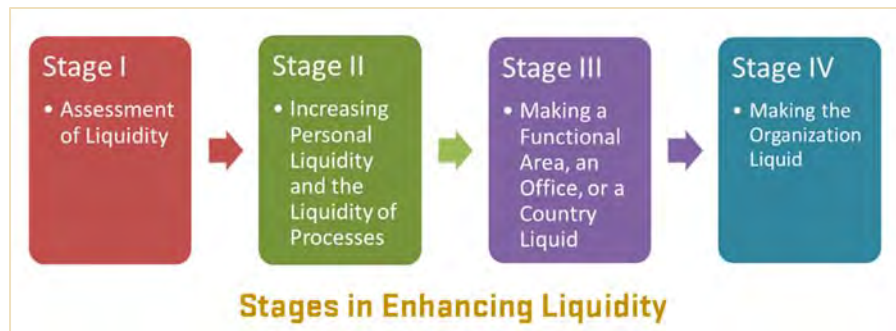 Stage I
• Assessment
of Liquidity
Stage II
• Increasing
Personal
Liquidity
and the
Liquidity of
Processes
Stage III
• Making a
Functional
Area, an
Office, or a
Country
Liquid
Stage IV
• Making the
Organization
Liquid
Stages in Enhancing Liquidity